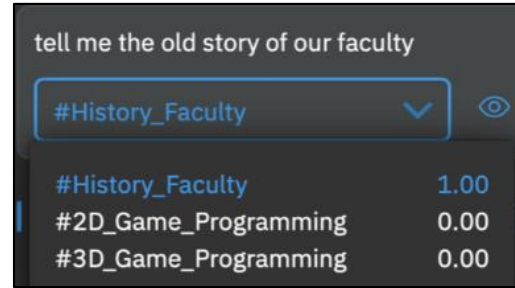 tell me the old story of our faculty
#History_Faculty
#History_Faculty 1.00
#2D_Game_Programming 0.00
#3D_Game_Programming 0.00